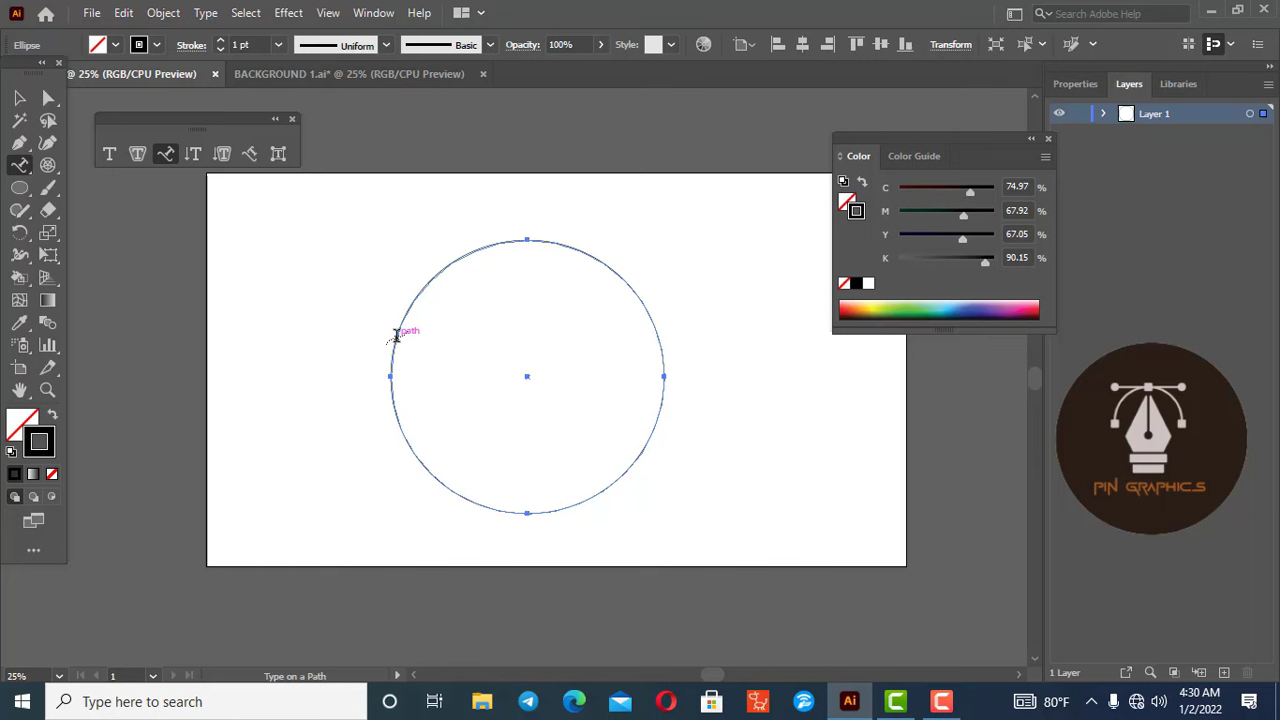 Ai File Edit Object Type Select Effect View Window Help Search Adobe Help
Ellipse Stroke: 1 pt Uniform Basic Opacity: 100% Style: Transform
@ 25% (RGB/CPU Preview) × BACKGROUND 1.ai* @ 25% (RGB/CPU Preview) ×
Properties Layers Libraries
Layer 1
Color Color Guide
C 74.97 %
M 67.92 %
Y 67.05 %
K 90.15 %
path
PIN GRAPHICS
25% 1 Type on a Path 1 Layer
Type here to search Ai 80°F 4:30 AM
1/2/2022